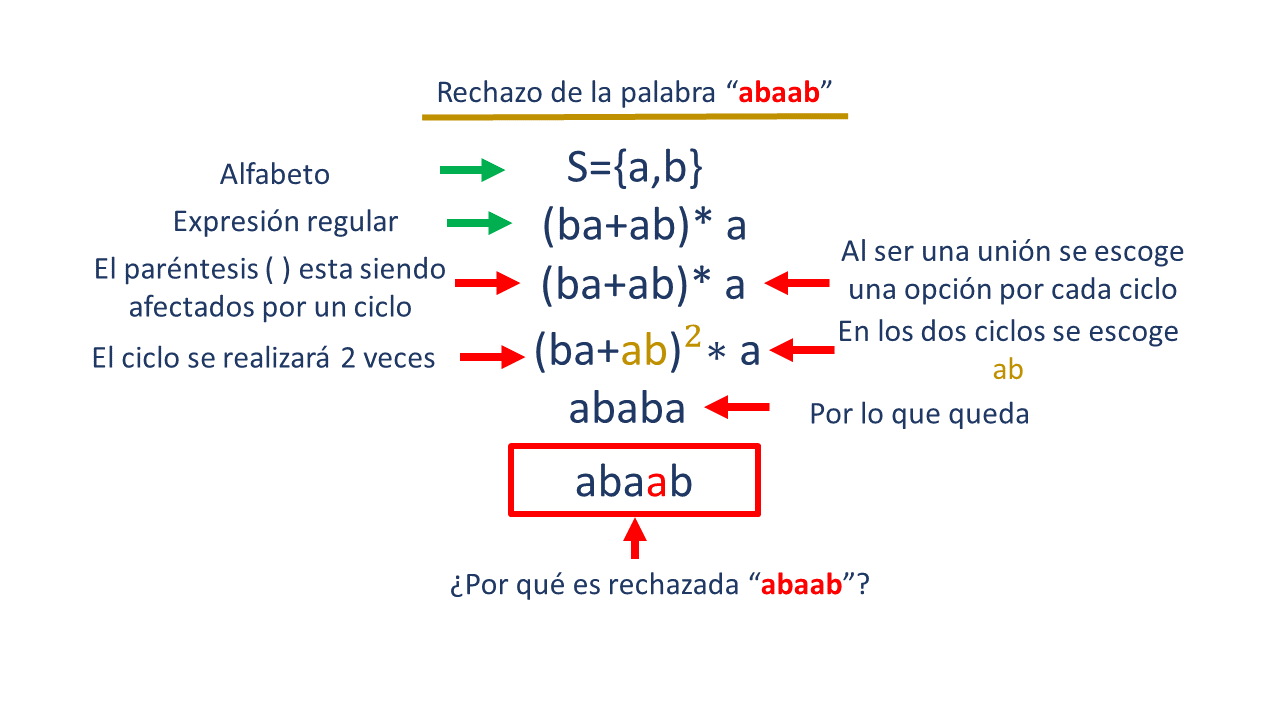 Rechazo de la palabra “abaab”
Alfabeto
S={a,b}
Expresión regular
(ba+ab)* a
El paréntesis ( ) esta siendo
afectados por un ciclo
(ba+ab)* a
Al ser una unión se escoge
una opción por cada ciclo
El ciclo se realizará 2 veces
(ba+ab)²∗ a
En los dos ciclos se escoge
ab
ababa
Por lo que queda
abaab
¿Por qué es rechazada “abaab”?